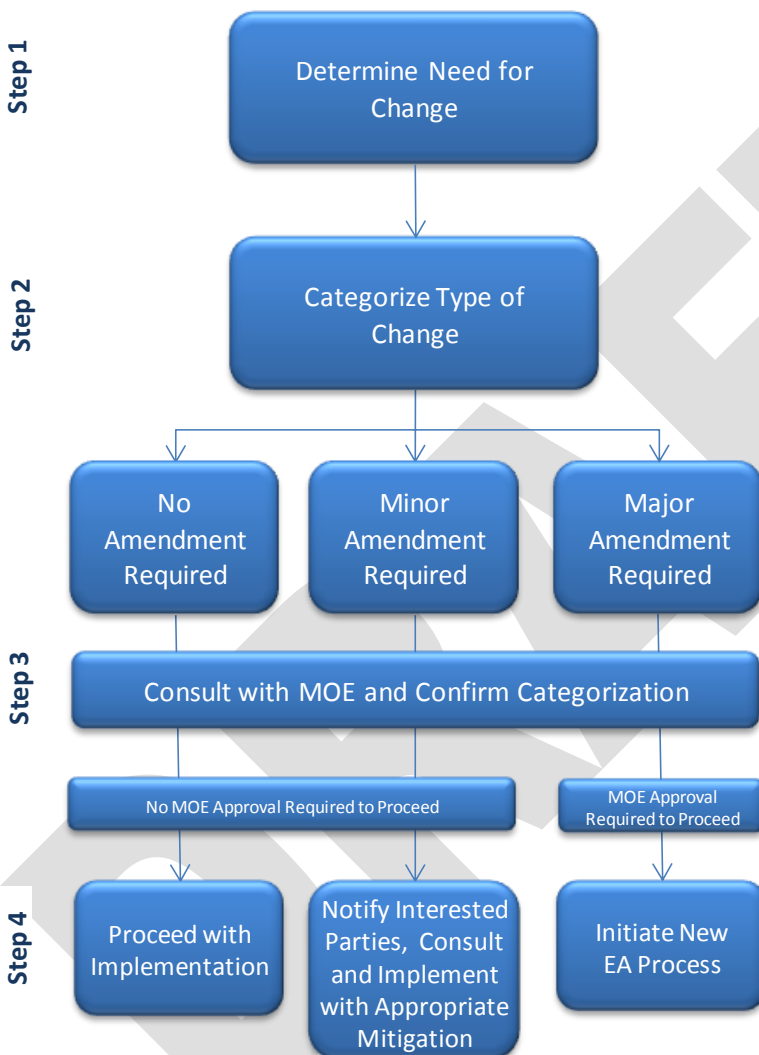 Step 1
Determine Need for
Change
Step 2
Categorize Type of
Change
No
Amendment
Required
Minor
Amendment
Required
Major
Amendment
Required
Step 3
Consult with MOE and Confirm Categorization
No MOE Approval Required to Proceed
MOE Approval
Required to Proceed
Step 4
Proceed with
Implementation
Notify Interested
Parties, Consult
and Implement
with Appropriate
Mitigation
Initiate New
EA Process